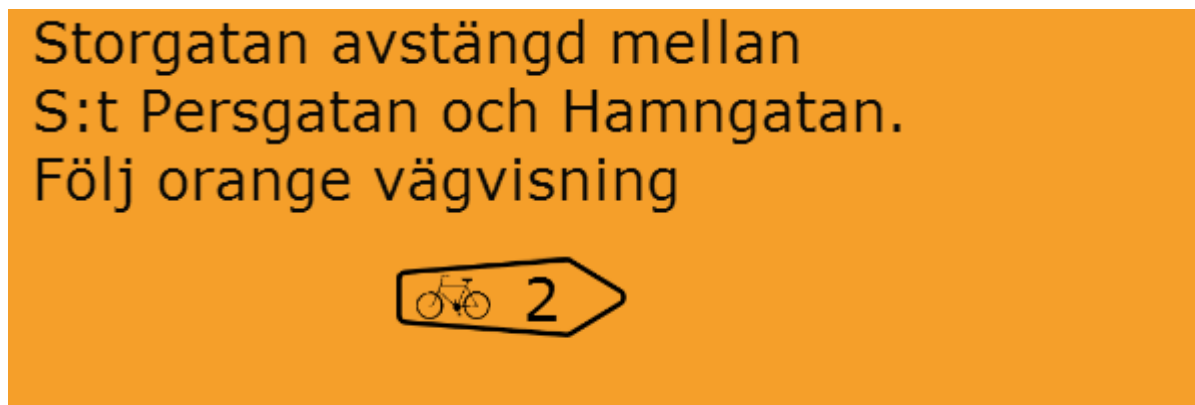 Storgatan avstängd mellan
S:t Persgatan och Hamngatan.
Följ orange vägvisning
2